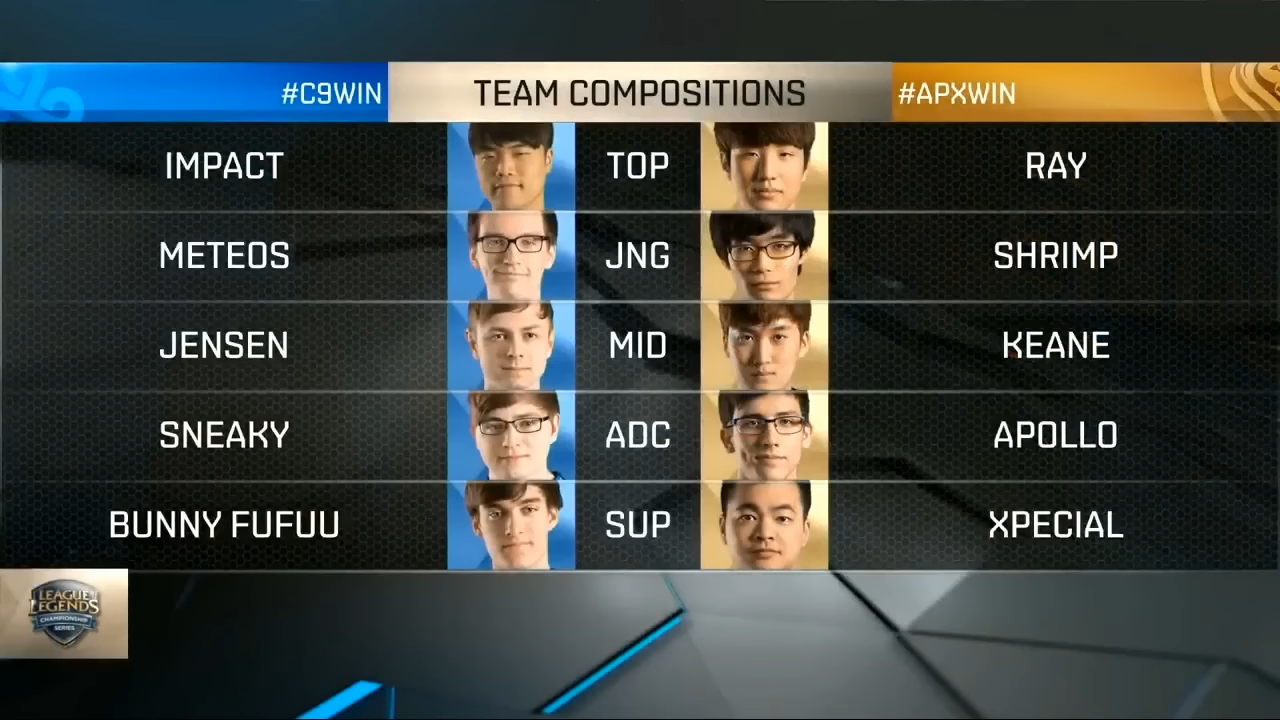 #C9WIN TEAM COMPOSITIONS #APXWIN
IMPACT TOP RAY
METEOS JNG SHRIMP
JENSEN MID KEANE
SNEAKY ADC APOLLO
BUNNY FUFUU SUP XPECIAL
LEAGUE
LEGENDS
CHAMPIONSHIP
SERIES